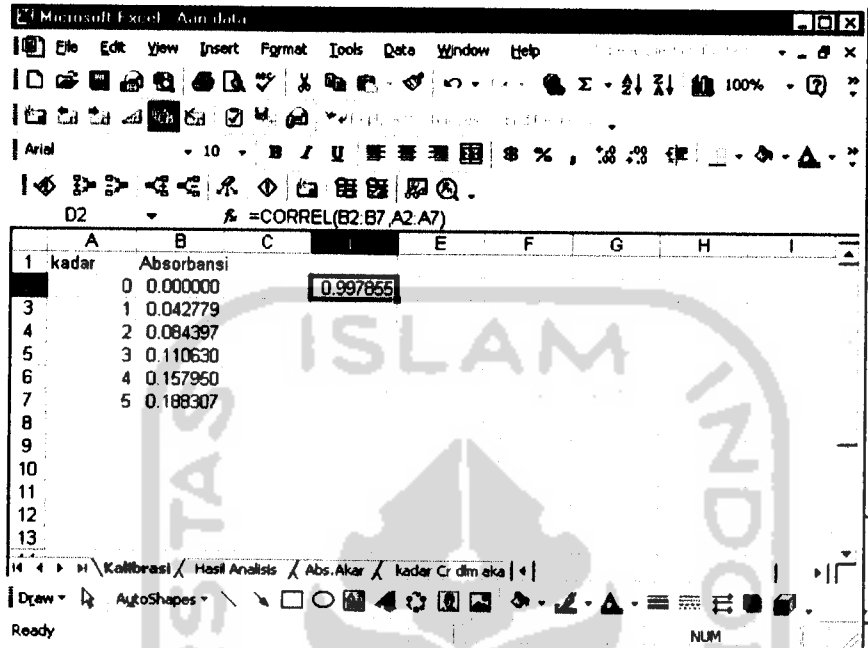 Microsoft Excel - Aan data
File Edit View Insert Format Tools Data Window Help
100%
Arial 10 B I U $ % ,
D2 fx =CORREL(B2:B7,A2:A7)
A B C E F G H I
1 kadar Absorbansi
0 0.000000 0.997855
3 1 0.042779
4 2 0.084397
5 3 0.110630
6 4 0.157950
7 5 0.188307
8
9
10
11
12
13
Kalibrasi / Hasil Analisis / Abs.Akar / kadar Cr dlm aka
Draw AutoShapes
Ready NUM
ISLAM